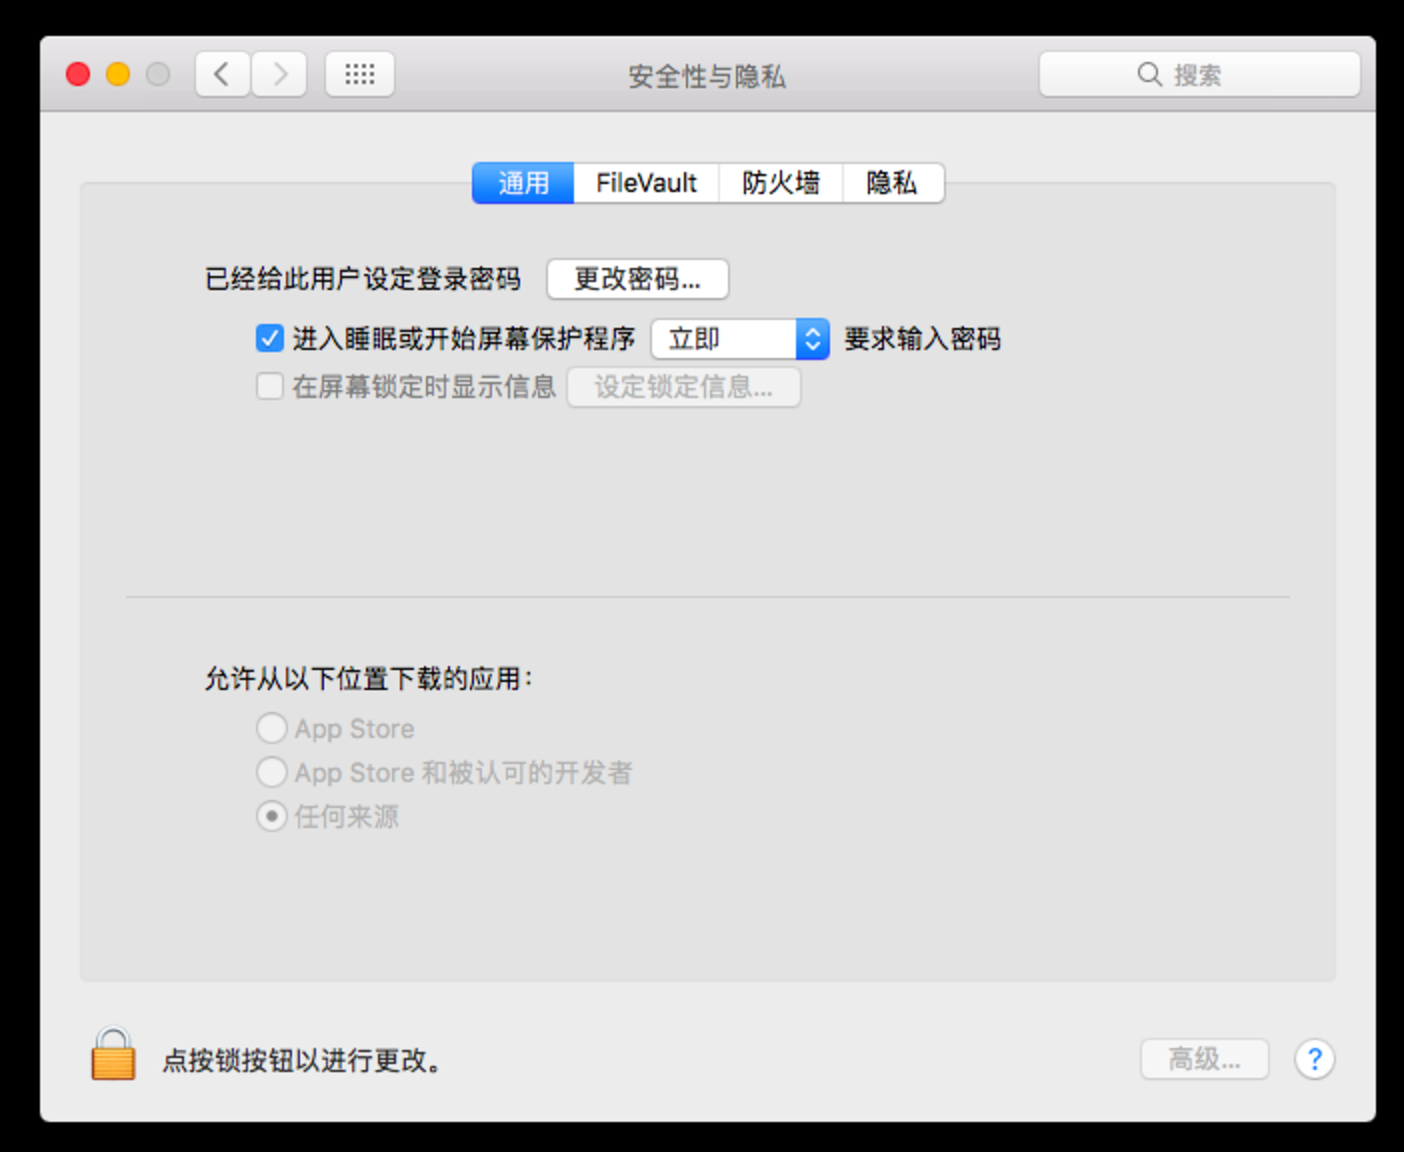 安全性与隐私
搜索
通用 FileVault 防火墙 隐私
已经给此用户设定登录密码 更改密码...
进入睡眠或开始屏幕保护程序 立即 要求输入密码
在屏幕锁定时显示信息 设定锁定信息...
允许从以下位置下载的应用：
App Store
App Store 和被认可的开发者
任何来源
点按锁按钮以进行更改。
高级... ?